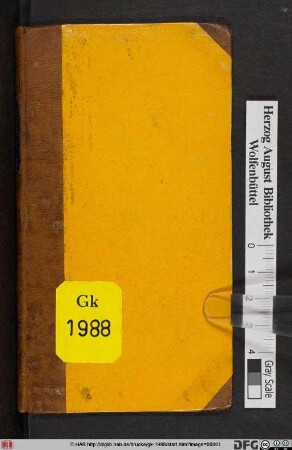 Gk
1988
Herzog August Bibliothek
Wolfenbüttel
0
1
2
3
4
Gray Scale
© HAB http://diglib.hab.de/drucke/gk-1988/start.htm?image=00001
DFG